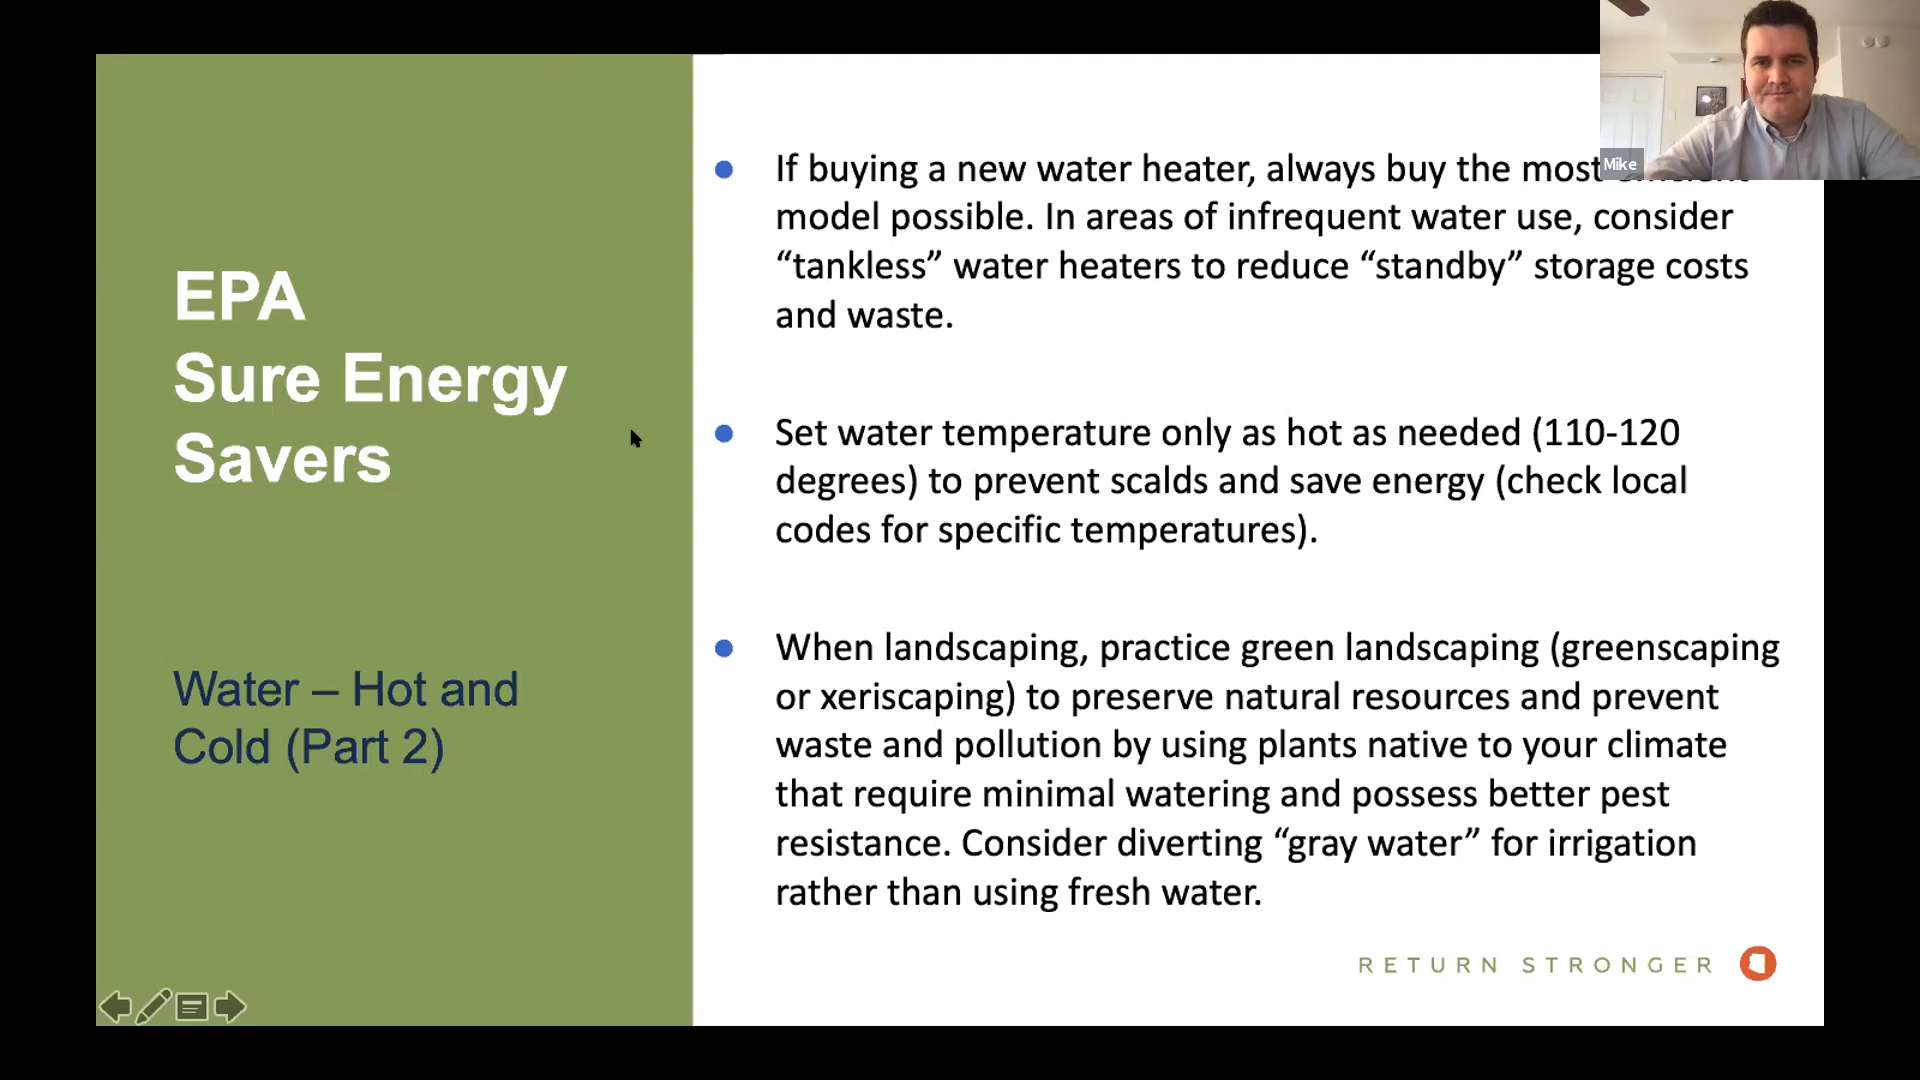 EPA
Sure Energy
Savers
Water – Hot and
Cold (Part 2)
If buying a new water heater, always buy the most
model possible. In areas of infrequent water use, consider
“tankless” water heaters to reduce “standby” storage costs
and waste.
Set water temperature only as hot as needed (110-120
degrees) to prevent scalds and save energy (check local
codes for specific temperatures).
When landscaping, practice green landscaping (greenscaping
or xeriscaping) to preserve natural resources and prevent
waste and pollution by using plants native to your climate
that require minimal watering and possess better pest
resistance. Consider diverting “gray water” for irrigation
rather than using fresh water.
RETURN STRONGER
Mike